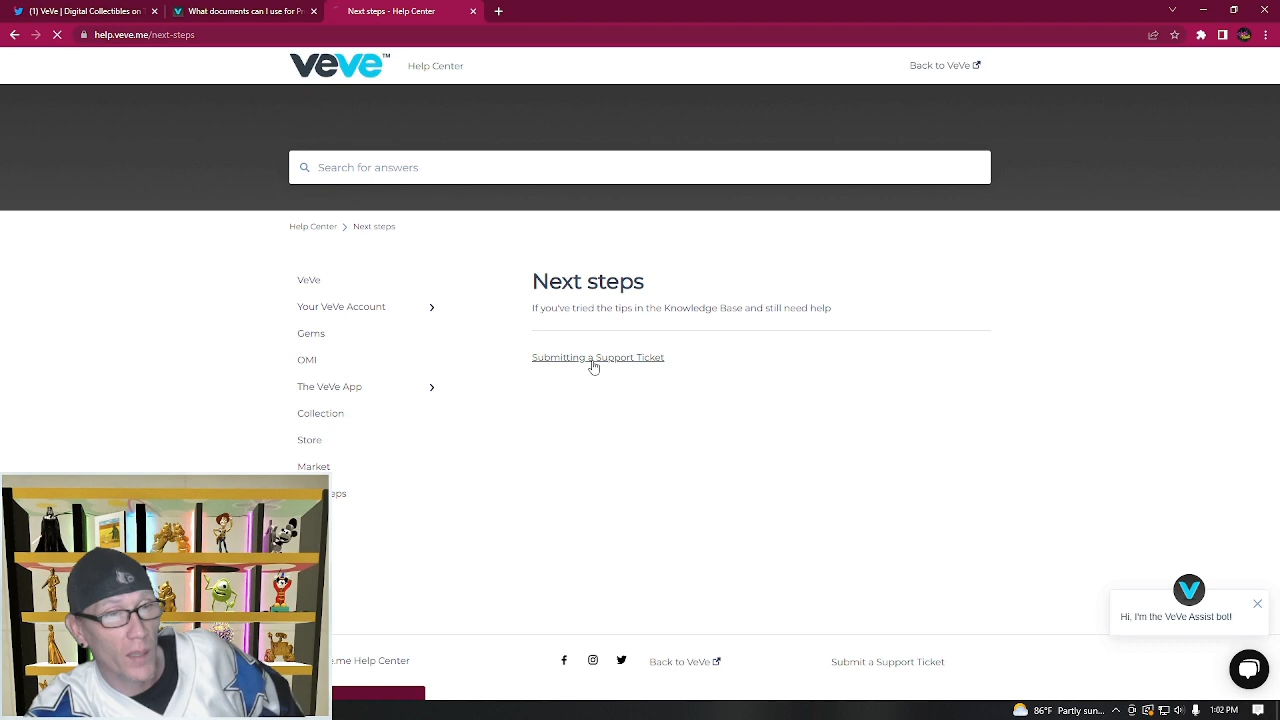 (1) VeVe | Digital Collectibles on T
What documents can I use for Pr
Next steps - Help Center
help.veve.me/next-steps
veve™
Help Center
Back to VeVe
Search for answers
Help Center > Next steps
VeVe
Your VeVe Account
Gems
OMI
The VeVe App
Collection
Store
Market
eps
Next steps
If you've tried the tips in the Knowledge Base and still need help
Submitting a Support Ticket
Hi, I'm the VeVe Assist bot!
e.me Help Center
Back to VeVe
Submit a Support Ticket
86°F Partly sun...
1:02 PM